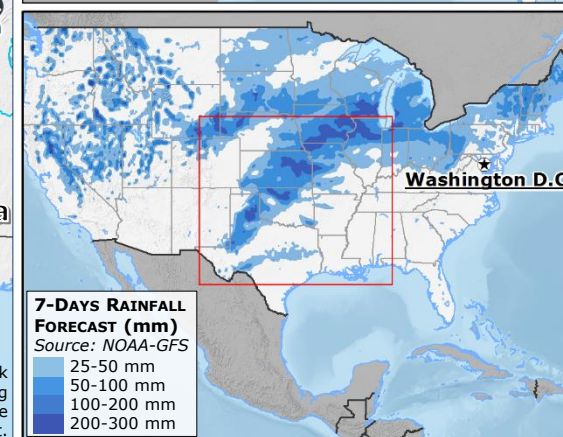 a
Washington D.C
7-DAYS RAINFALL
FORECAST (mm)
Source: NOAA-GFS
25-50 mm
50-100 mm
100-200 mm
200-300 mm
k
g
e
t.